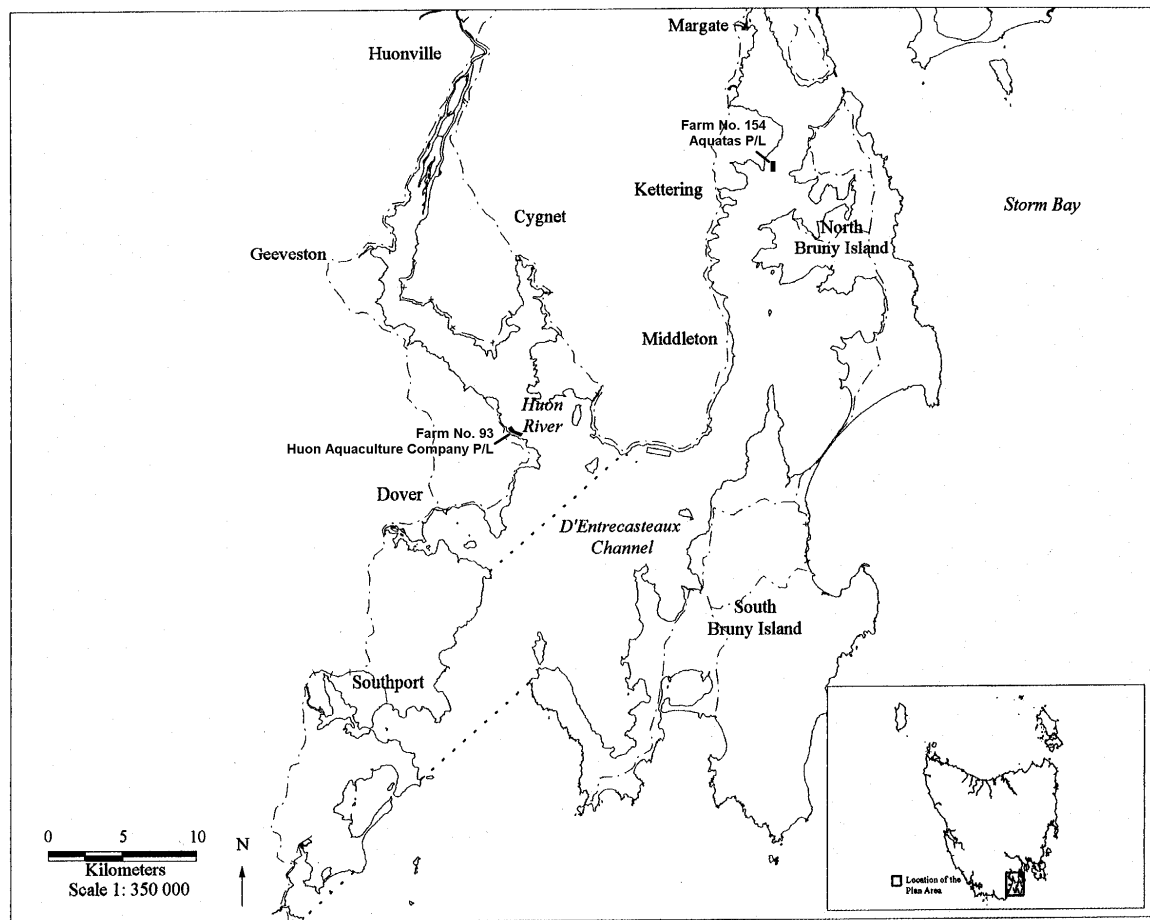 Margate
Huonville
Farm No. 154
Aquatas P/L
Kettering
Storm Bay
Cygnet
North
Bruny Island
Geeveston
Middleton
Huon
River
Farm No. 93
Huon Aquaculture Company P/L
Dover
D'Entrecasteaux
Channel
South
Bruny Island
Southport
0 5 10
Kilometers
Scale 1: 350 000
N
Location of the
Plan Area